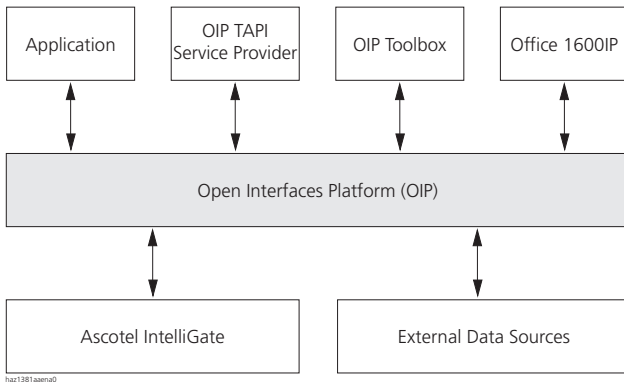 Application
OIP TAPI
Service Provider
OIP Toolbox
Office 1600IP
Open Interfaces Platform (OIP)
Ascotel IntelliGate
External Data Sources
haz1381aaena0